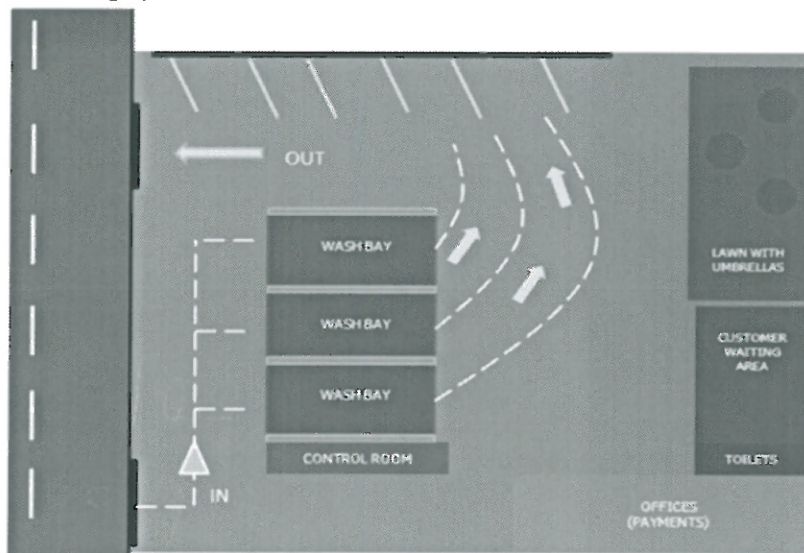 OUT
WASH BAY
WASH BAY
WASH BAY
CONTROL ROOM
IN
LAWN WITH
UMBRELLAS
CUSTOMER
WAITING
AREA
TOILETS
OFFICES
(PAYMENTS)